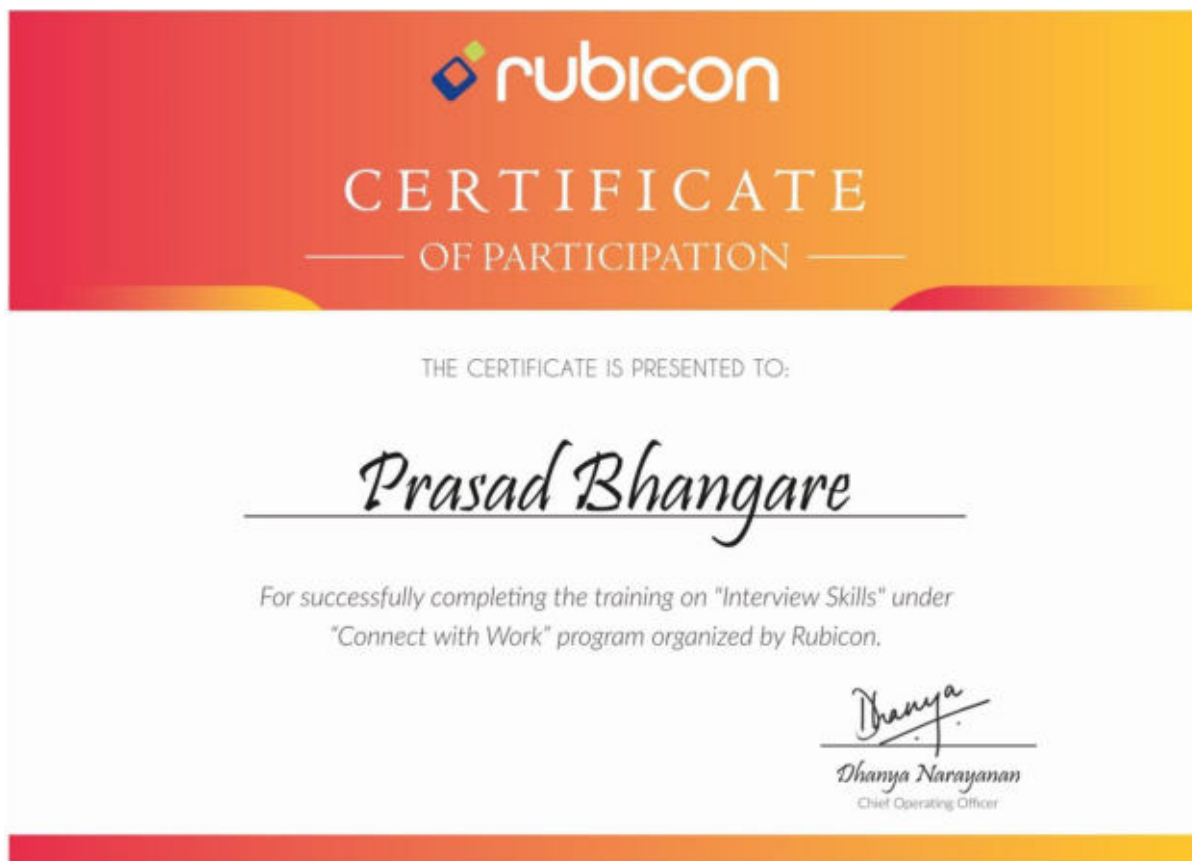 rubicon
CERTIFICATE
OF PARTICIPATION
THE CERTIFICATE IS PRESENTED TO:
Prasad Bhangare
For successfully completing the training on "Interview Skills" under
"Connect with Work" program organized by Rubicon.
Dhanya
Dhanya Narayanan
Chief Operating Officer